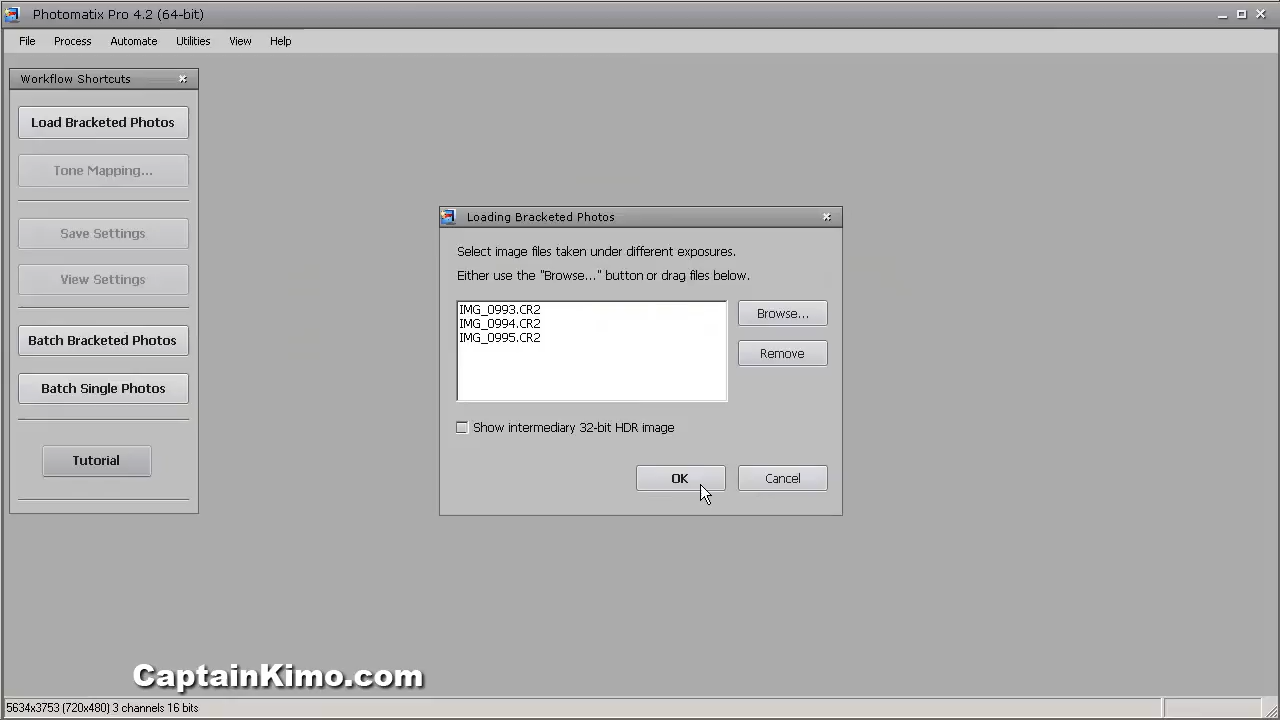 Photomatix Pro 4.2 (64-bit)
File Process Automate Utilities View Help
Workflow Shortcuts
Load Bracketed Photos
Tone Mapping...
Save Settings
View Settings
Batch Bracketed Photos
Batch Single Photos
Tutorial
Loading Bracketed Photos
Select image files taken under different exposures.
Either use the "Browse..." button or drag files below.
IMG_0993.CR2
IMG_0994.CR2
IMG_0995.CR2
Browse...
Remove
Show intermediary 32-bit HDR image
OK
Cancel
CaptainKimo.com
5634x3753 (720x480) 3 channels 16 bits